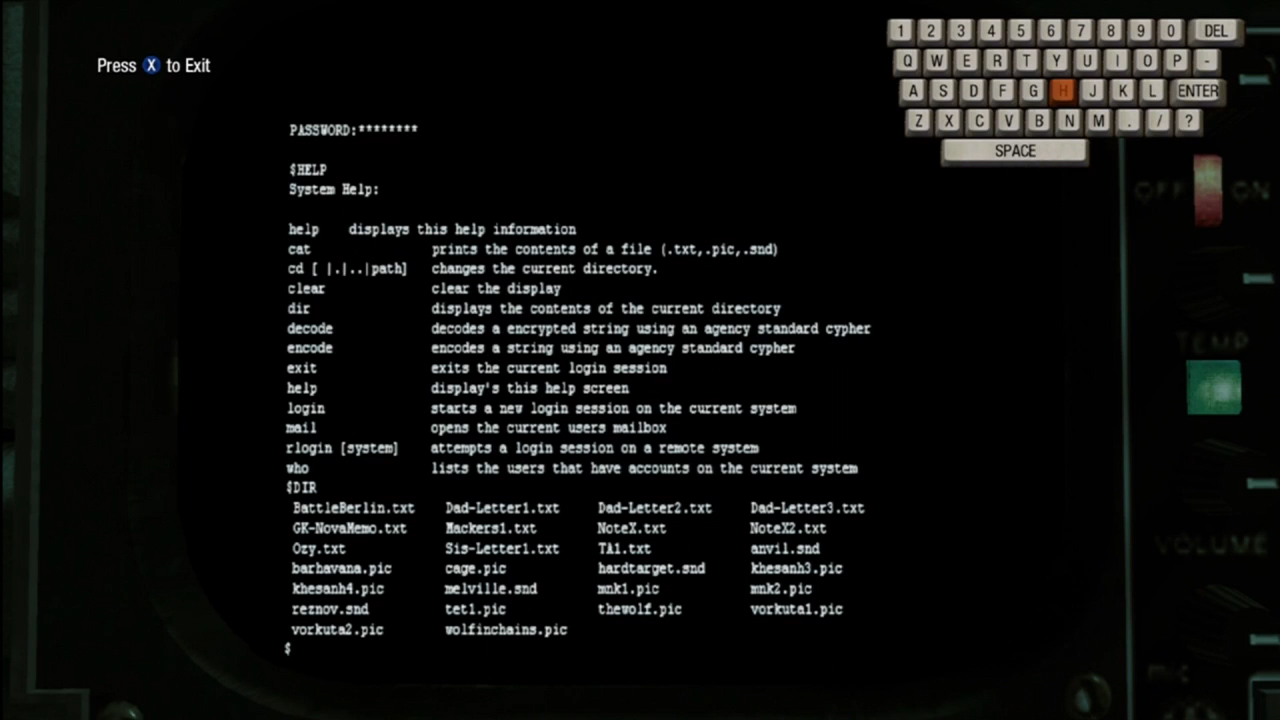 Press X to Exit
1 2 3 4 5 6 7 8 9 0 DEL
Q W E R T Y U I O P -
A S D F G H J K L ENTER
Z X C V B N M . / ?
SPACE
PASSWORD:********
$HELP
System Help:
help displays this help information
cat prints the contents of a file (.txt,.pic,.snd)
cd [ |.|..|path] changes the current directory.
clear clear the display
dir displays the contents of the current directory
decode decodes a encrypted string using an agency standard cypher
encode encodes a string using an agency standard cypher
exit exits the current login session
help display's this help screen
login starts a new login session on the current system
mail opens the current users mailbox
rlogin [system] attempts a login session on a remote system
who lists the users that have accounts on the current system
$DIR
BattleBerlin.txt Dad-Letter1.txt Dad-Letter2.txt Dad-Letter3.txt
GK-NovaMemo.txt Hackers1.txt NoteX.txt NoteX2.txt
Ozy.txt Sis-Letter1.txt TA1.txt anvil.snd
barhavana.pic cage.pic hardtarget.snd khesanh3.pic
khesanh4.pic melville.snd mnk1.pic mnk2.pic
reznov.snd tet1.pic thewolf.pic vorkuta1.pic
vorkuta2.pic wolfinchains.pic
$
OFF ON
TEMP
VOLUME